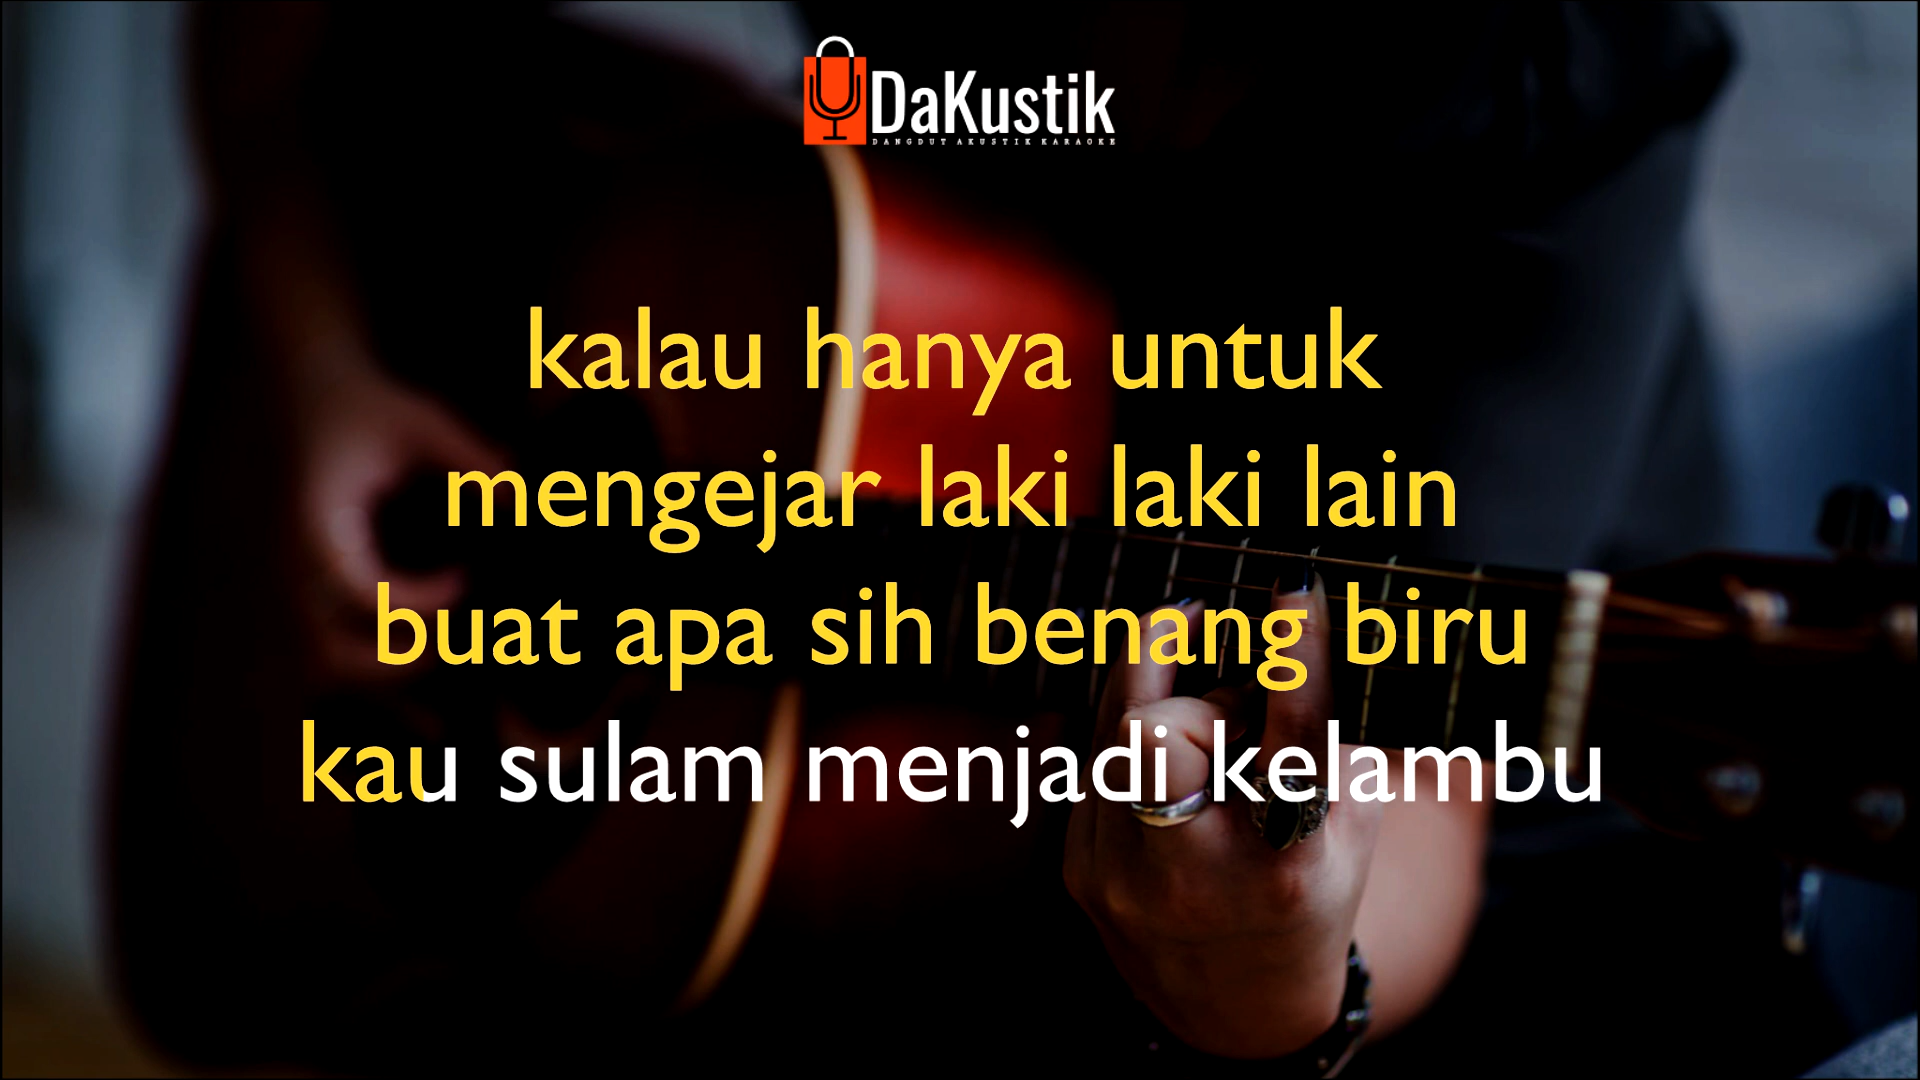 DaKustik
DANGDUT AKUSTIK KARAOKE
kalau hanya untuk
mengejar laki laki lain
buat apa sih benang biru
kau sulam menjadi kelambu